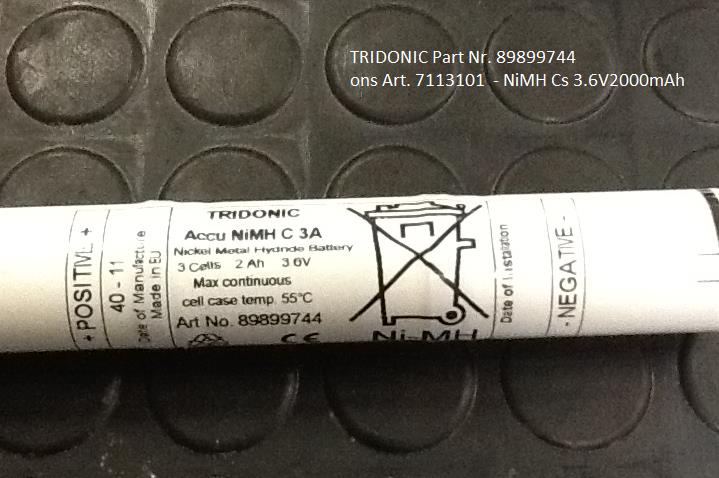 TRIDONIC Part Nr. 89899744
ons Art. 7113101 - NiMH Cs 3.6V2000mAh
+ POSITIVE +
40 - 11
Date of Manufacture
Made in EU
TRIDONIC
Accu NiMH C 3A
Nickel Metal Hydride Battery
3 Cells 2 Ah 3.6V
Max continuous
cell case temp. 55°C
Art No. 89899744
CE
Ni-MH
Date of Installation
- NEGATIVE -